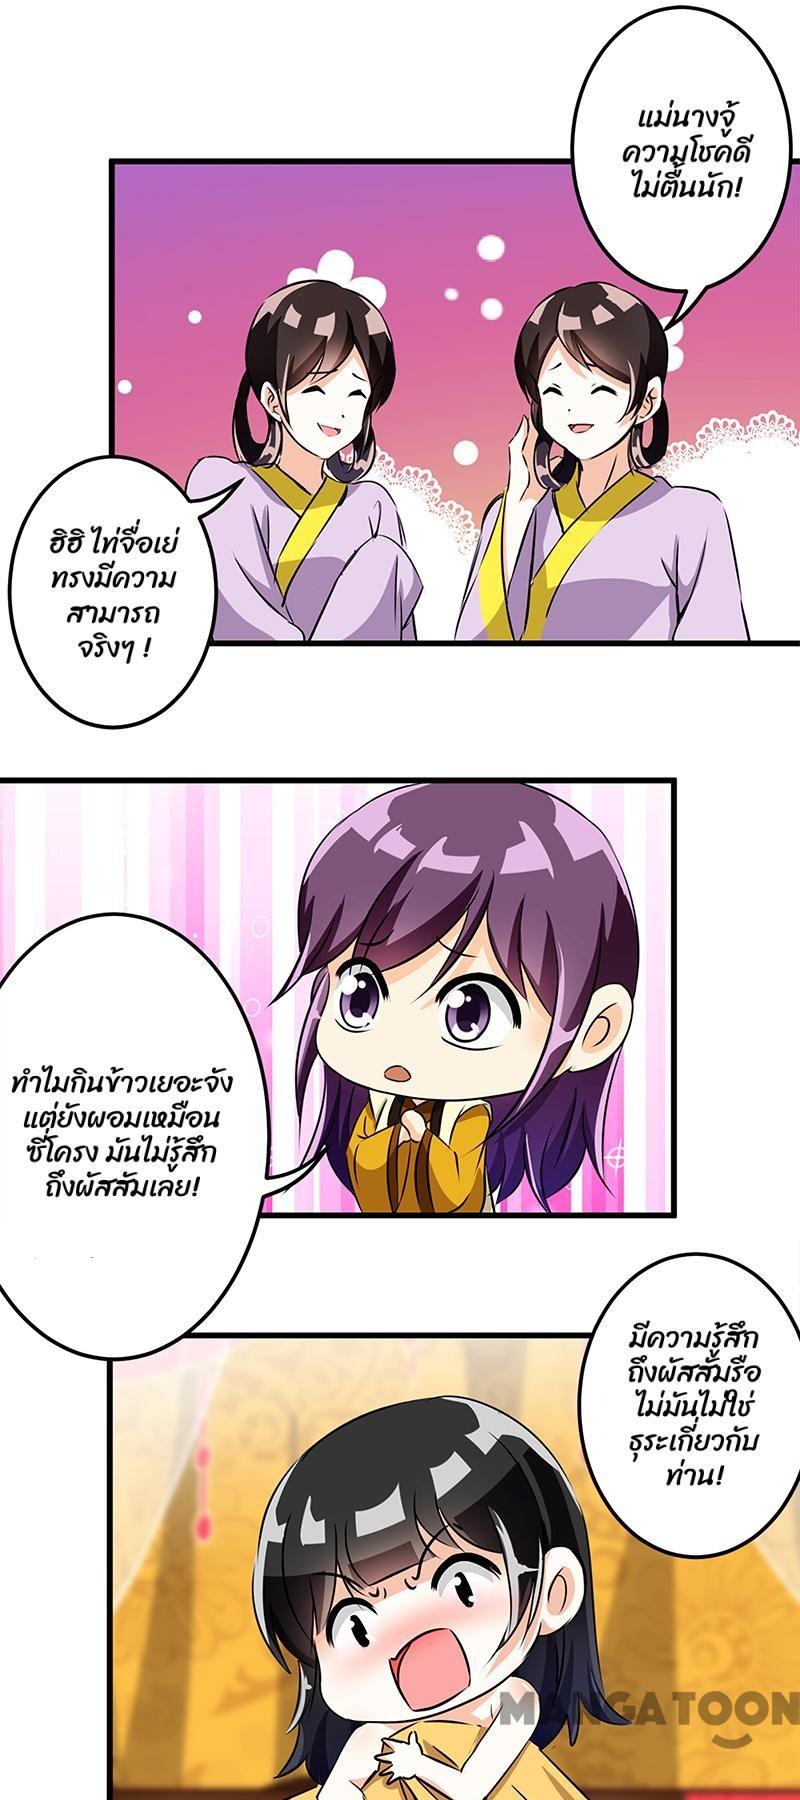 แม่นางจู้
ความโชคดี
ไม่ตื้นนัก!
ฮิฮิ ไท่จื่อเย่
ทรงมีความ
สามารถ
จริงๆ !
ทำไมกินข้าวเยอะจัง
แต่ยังผอมเหมือน
ซี่โครง มันไม่รู้สึก
ถึงผัสสัมเลย!
มีความรู้สึก
ถึงผัสสัมรึอ
ไม่มันไม่ใช่
ธุระเกี่ยวกับ
ท่าน!
MANGATOON